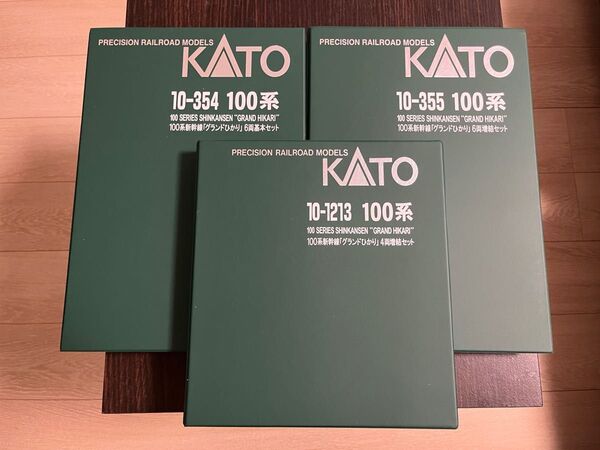 PRECISION RAILROAD MODELS
KATO
10-354 100系
100 SERIES SHINKANSEN "GRAND HIKARI"
100系新幹線「グランドひかり」6両基本セット
PRECISION RAILROAD MODELS
KATO
10-355 100系
100 SERIES SHINKANSEN "GRAND HIKARI"
100系新幹線「グランドひかり」6両増結セット
PRECISION RAILROAD MODELS
KATO
10-1213 100系
100 SERIES SHINKANSEN "GRAND HIKARI"
100系新幹線「グランドひかり」4両増結セット